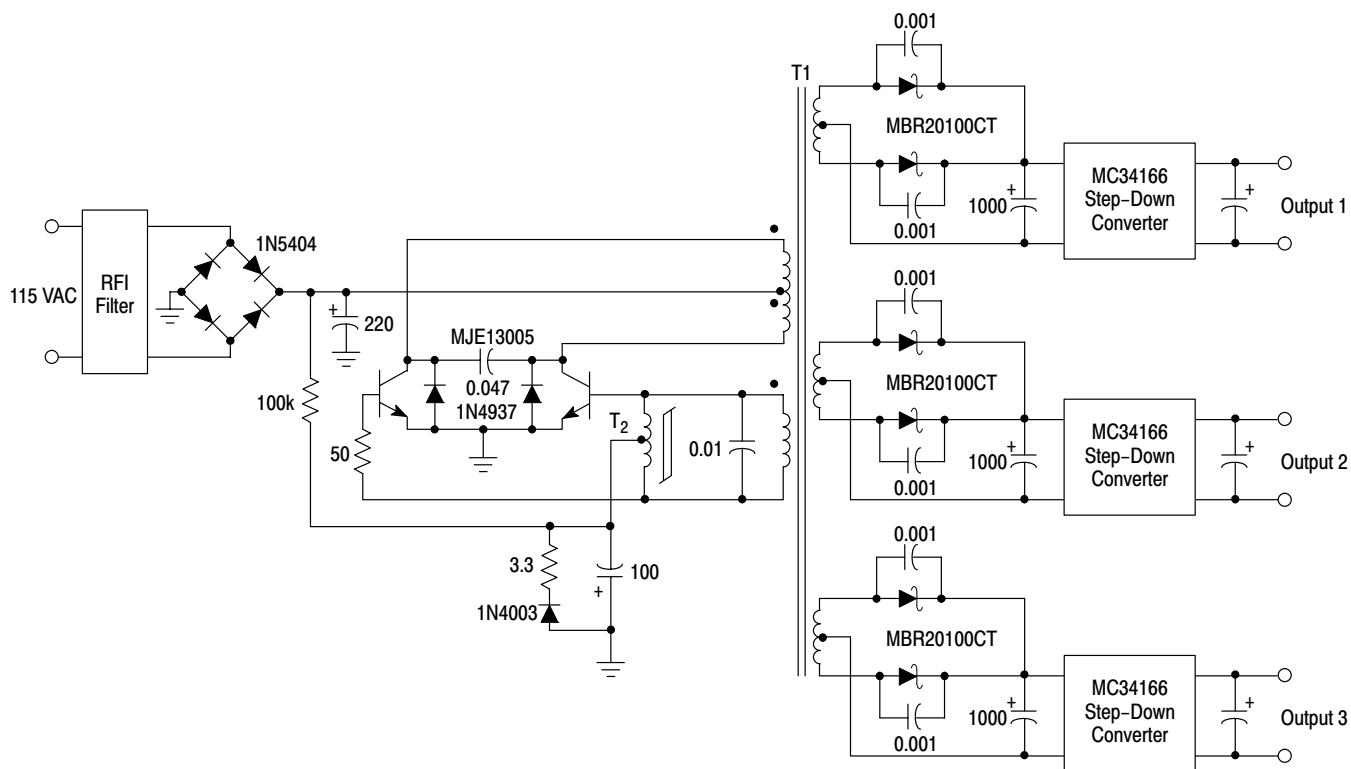 0.001
T1
MBR20100CT
0.001
1000
+
MC34166
Step-Down
Converter
+
Output 1
115 VAC
RFI
Filter
1N5404
+
220
100k
50
MJE13005
0.047
1N4937
T2
0.01
3.3
1N4003
100
+
0.001
MBR20100CT
0.001
1000
+
MC34166
Step-Down
Converter
+
Output 2
0.001
MBR20100CT
0.001
1000
+
MC34166
Step-Down
Converter
+
Output 3